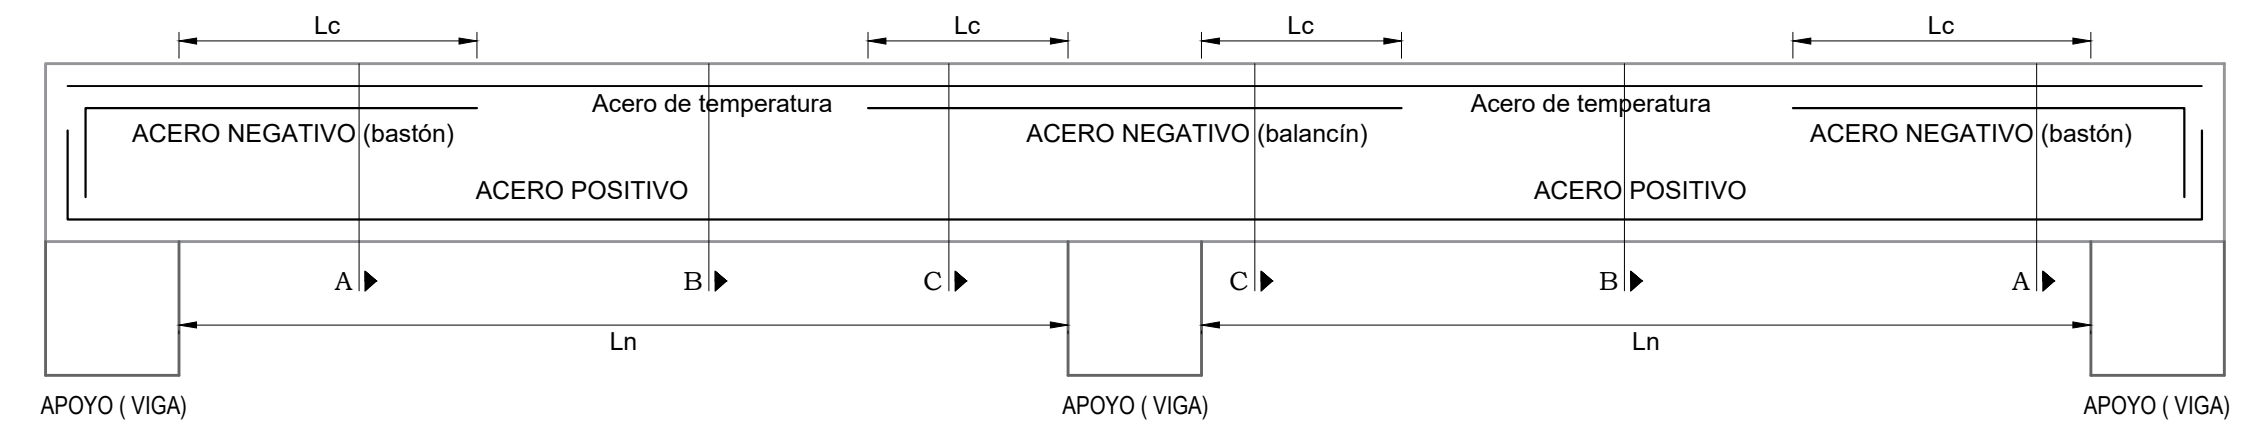 Lc
Lc
Lc
Lc
Acero de temperatura
Acero de temperatura
ACERO NEGATIVO (bastón)
ACERO NEGATIVO (balancín)
ACERO NEGATIVO (bastón)
ACERO POSITIVO
ACERO POSITIVO
A
B
C
C
B
A
Ln
Ln
APOYO ( VIGA)
APOYO ( VIGA)
APOYO ( VIGA)